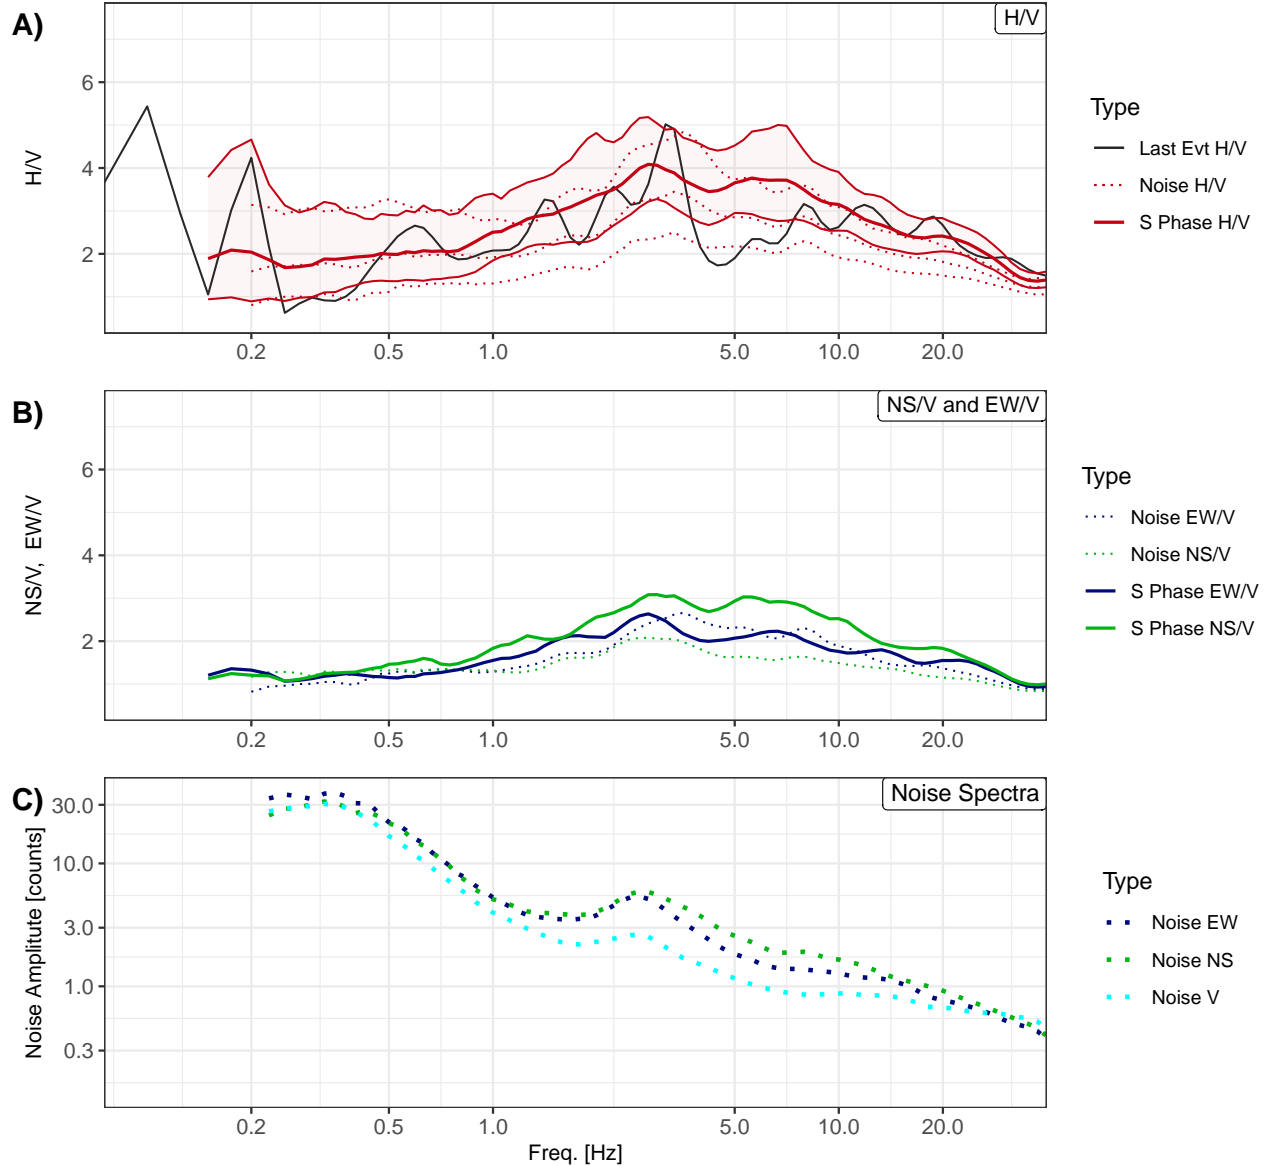 A)
H/V
6
4
2
H/V
0.2 0.5 1.0 5.0 10.0 20.0
Type
Last Evt H/V
Noise H/V
S Phase H/V
B)
NS/V and EW/V
6
4
2
NS/V, EW/V
0.2 0.5 1.0 5.0 10.0 20.0
Type
Noise EW/V
Noise NS/V
S Phase EW/V
S Phase NS/V
C)
Noise Spectra
30.0
10.0
3.0
1.0
0.3
Noise Amplitude [counts]
0.2 0.5 1.0 5.0 10.0 20.0
Freq. [Hz]
Type
Noise EW
Noise NS
Noise V